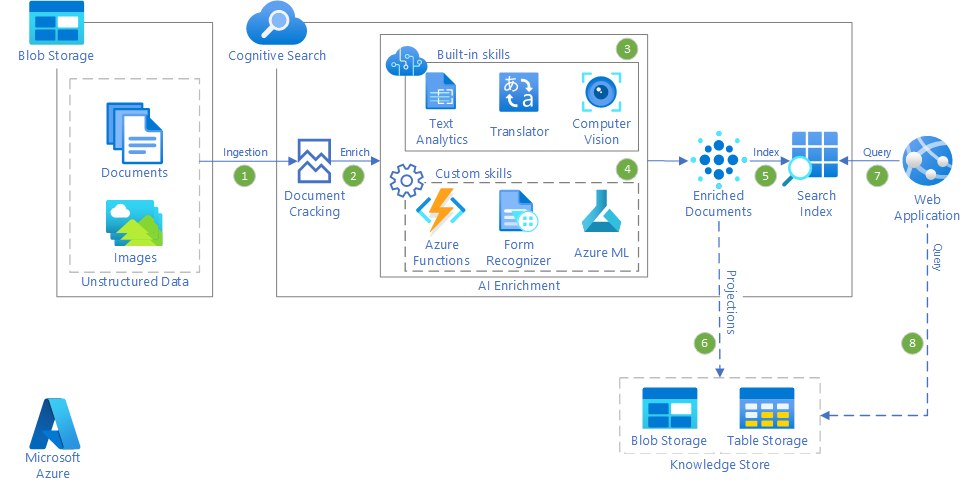 Blob Storage
Documents
Images
Unstructured Data
Ingestion
1
Cognitive Search
Document
Cracking
Enrich
2
Built-in skills
3
Text
Analytics
あ
a
Translator
Computer
Vision
Custom skills
4
Azure
Functions
Form
Recognizer
Azure ML
AI Enrichment
Enriched
Documents
Index
5
Search
Index
Query
7
Web
Application
Projections
6
Query
8
Blob Storage
Table Storage
Knowledge Store
Microsoft
Azure